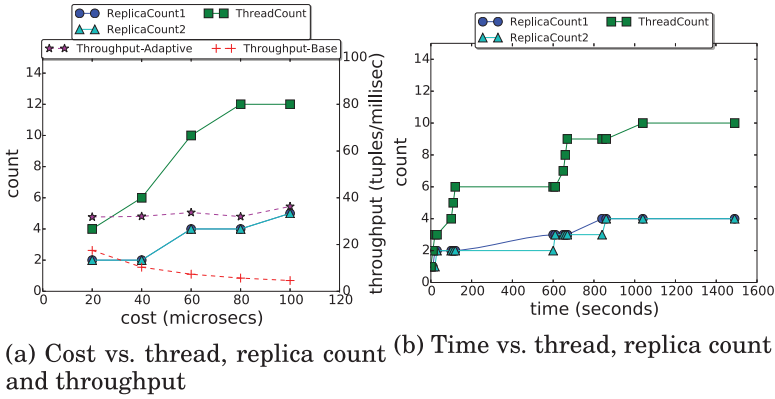 ReplicaCount1
ThreadCount
ReplicaCount2
Throughput-Adaptive
Throughput-Base
count
0
2
4
6
8
10
12
14
0
20
40
60
80
100
120
cost (microsecs)
0
20
40
60
80
100
throughput (tuples/millisec)
(a) Cost vs. thread, replica count
and throughput
ReplicaCount1
ThreadCount
ReplicaCount2
count
0
2
4
6
8
10
12
14
0
200
400
600
800
1000
1200
1400
1600
time (seconds)
(b) Time vs. thread, replica count